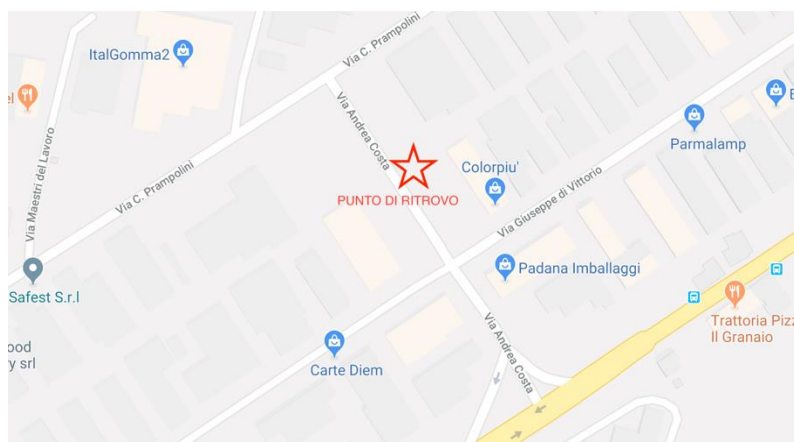 ItalGomma2
Via C. Prampolini
el
Via Andrea Costa
Parmalamp
Via Maestri del Lavoro
Colorpiu'
PUNTO DI RITROVO
Via C. Prampolini
Via Giuseppe di Vittorio
Padana Imballaggi
Safest S.r.l
Trattoria Pizz
Il Granaio
ood
y srl
Carte Diem
Via Andrea Costa